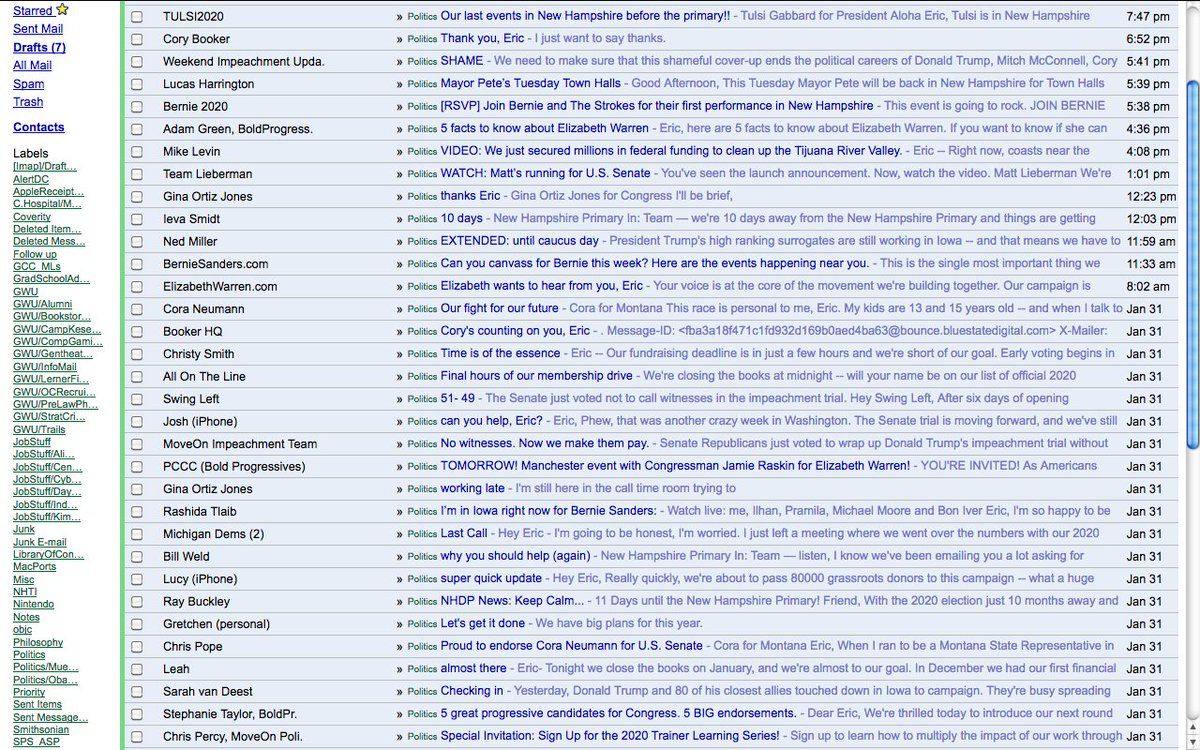 Starred
Sent Mail
Drafts (7)
All Mail
Spam
Trash
Contacts
Labels
[Imap]/Draft...
AlertDC
AppleReceipt...
C.Hospital/M...
Coverity
Deleted Item...
Deleted Mess...
Follow up
GCC_MLs
GradSchoolAd...
GWU
GWU/Alumni
GWU/Bookstor...
GWU/CampKese...
GWU/CompGami...
GWU/Gentheat...
GWU/InfoMail
GWU/LernerFi...
GWU/OCRecrui...
GWU/PreLawPh...
GWU/StratCri...
GWU/Trails
JobStuff
JobStuff/Ali...
JobStuff/Cen...
JobStuff/Cyb...
JobStuff/Day...
JobStuff/Ind...
JobStuff/Kim...
Junk
Junk E-mail
LibraryOfCon...
MacPorts
Misc
NHTI
Nintendo
Notes
objc
Philosophy
Politics
Politics/Mue...
Politics/Oba...
Priority
Sent Items
Sent Message...
Smithsonian
SPS_ASP
TULSI2020 » Politics Our last events in New Hampshire before the primary!! - Tulsi Gabbard for President Aloha Eric, Tulsi is in New Hampshire 7:47 pm
Cory Booker » Politics Thank you, Eric - I just want to say thanks. 6:52 pm
Weekend Impeachment Upda. » Politics SHAME - We need to make sure that this shameful cover-up ends the political careers of Donald Trump, Mitch McConnell, Cory 5:41 pm
Lucas Harrington » Politics Mayor Pete's Tuesday Town Halls - Good Afternoon, This Tuesday Mayor Pete will be back in New Hampshire for Town Halls 5:39 pm
Bernie 2020 » Politics [RSVP] Join Bernie and The Strokes for their first performance in New Hampshire - This event is going to rock. JOIN BERNIE 5:38 pm
Adam Green, BoldProgress. » Politics 5 facts to know about Elizabeth Warren - Eric, here are 5 facts to know about Elizabeth Warren. If you want to know if she can 4:36 pm
Mike Levin » Politics VIDEO: We just secured millions in federal funding to clean up the Tijuana River Valley. - Eric -- Right now, coasts near the 4:08 pm
Team Lieberman » Politics WATCH: Matt's running for U.S. Senate - You've seen the launch announcement. Now, watch the video. Matt Lieberman We're 1:01 pm
Gina Ortiz Jones » Politics thanks Eric - Gina Ortiz Jones for Congress I'll be brief, 12:23 pm
Ieva Smidt » Politics 10 days - New Hampshire Primary In: Team — we're 10 days away from the New Hampshire Primary and things are getting 12:03 pm
Ned Miller » Politics EXTENDED: until caucus day - President Trump's high ranking surrogates are still working in Iowa -- and that means we have to 11:59 am
BernieSanders.com » Politics Can you canvass for Bernie this week? Here are the events happening near you. - This is the single most important thing we 11:33 am
ElizabethWarren.com » Politics Elizabeth wants to hear from you, Eric - Your voice is at the core of the movement we're building together. Our campaign is 8:02 am
Cora Neumann » Politics Our fight for our future - Cora for Montana This race is personal to me, Eric. My kids are 13 and 15 years old -- and when I talk to Jan 31
Booker HQ » Politics Cory's counting on you, Eric - . Message-ID: <fba3a18f471c1fd932d169b0aed4ba63@bounce.bluestatedigital.com> X-Mailer: Jan 31
Christy Smith » Politics Time is of the essence - Eric -- Our fundraising deadline is in just a few hours and we're short of our goal. Early voting begins in Jan 31
All On The Line » Politics Final hours of our membership drive - We're closing the books at midnight -- will your name be on our list of official 2020 Jan 31
Swing Left » Politics 51- 49 - The Senate just voted not to call witnesses in the impeachment trial. Hey Swing Left, After six days of opening Jan 31
Josh (iPhone) » Politics can you help, Eric? - Eric, Phew, that was another crazy week in Washington. The Senate trial is moving forward, and we've still Jan 31
MoveOn Impeachment Team » Politics No witnesses. Now we make them pay. - Senate Republicans just voted to wrap up Donald Trump's impeachment trial without Jan 31
PCCC (Bold Progressives) » Politics TOMORROW! Manchester event with Congressman Jamie Raskin for Elizabeth Warren! - YOU'RE INVITED! As Americans Jan 31
Gina Ortiz Jones » Politics working late - I'm still here in the call time room trying to Jan 31
Rashida Tlaib » Politics I'm in Iowa right now for Bernie Sanders: - Watch live: me, Ilhan, Pramila, Michael Moore and Bon Iver Eric, I'm so happy to be Jan 31
Michigan Dems (2) » Politics Last Call - Hey Eric - I'm going to be honest, I'm worried. I just left a meeting where we went over the numbers with our 2020 Jan 31
Bill Weld » Politics why you should help (again) - New Hampshire Primary In: Team — listen, I know we've been emailing you a lot asking for Jan 31
Lucy (iPhone) » Politics super quick update - Hey Eric, Really quickly, we're about to pass 80000 grassroots donors to this campaign -- what a huge Jan 31
Ray Buckley » Politics NHDP News: Keep Calm... - 11 Days until the New Hampshire Primary! Friend, With the 2020 election just 10 months away and Jan 31
Gretchen (personal) » Politics Let's get it done - We have big plans for this year. Jan 31
Chris Pope » Politics Proud to endorse Cora Neumann for U.S. Senate - Cora for Montana Eric, When I ran to be a Montana State Representative in Jan 31
Leah » Politics almost there - Eric- Tonight we close the books on January, and we're almost to our goal. In December we had our first financial Jan 31
Sarah van Deest » Politics Checking in - Yesterday, Donald Trump and 80 of his closest allies touched down in Iowa to campaign. They're busy spreading Jan 31
Stephanie Taylor, BoldPr. » Politics 5 great progressive candidates for Congress. 5 BIG endorsements. - Dear Eric, We're thrilled today to introduce our next round Jan 31
Chris Percy, MoveOn Poli. » Politics Special Invitation: Sign Up for the 2020 Trainer Learning Series! - Sign up to learn how to multiply the impact of our work through Jan 31